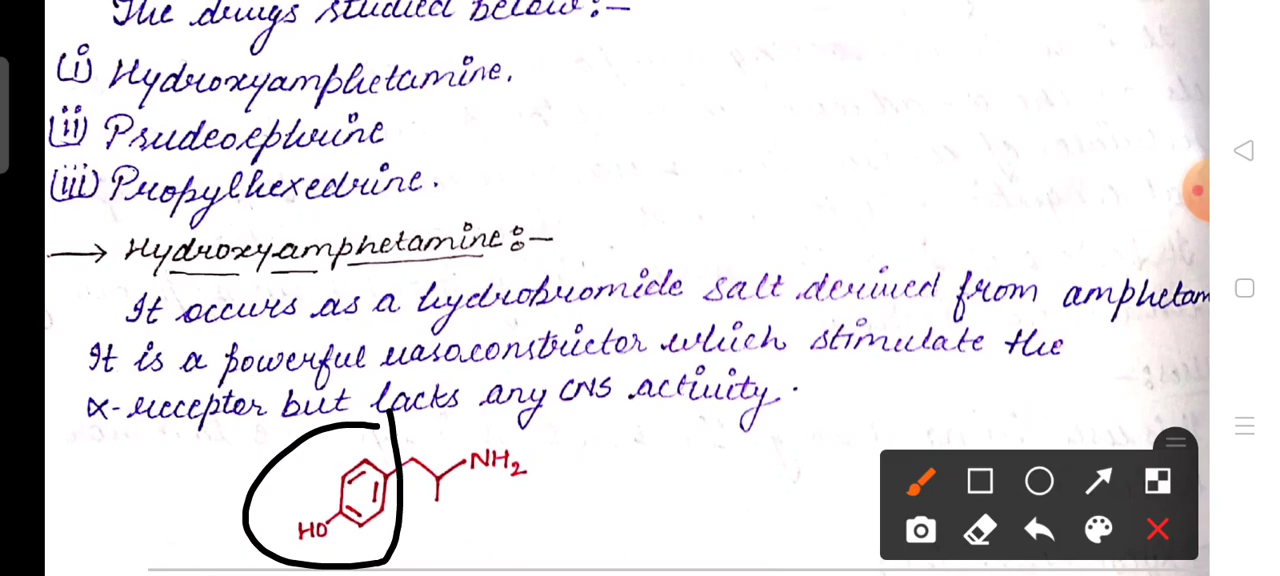 The drugs studied below :-
(i) Hydroxyamphetamine.
(ii) Psudeoephrine
(iii) Propylhexedrine.
→ Hydroxyamphetamine :-
It occurs as a hydrobromide salt derived from amphetam
It is a powerful vasoconstrictor which stimulate the
α-receptor but lacks any CNS activity.
NH2
HO